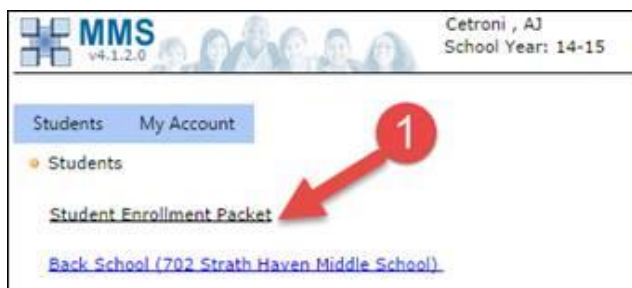 MMS
v4.1.2.0
Cetroni , AJ
School Year: 14-15
Students My Account
Students
1
Student Enrollment Packet
Back School (702 Strath Haven Middle School)